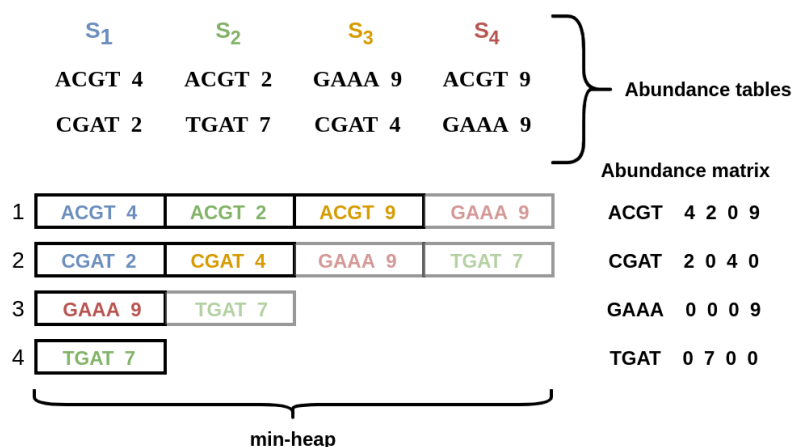 S1 S2 S3 S4
ACGT 4 ACGT 2 GAAA 9 ACGT 9
Abundance tables
CGAT 2 TGAT 7 CGAT 4 GAAA 9
Abundance matrix
1 ACGT 4 ACGT 2 ACGT 9 GAAA 9 ACGT 4 2 0 9
2 CGAT 2 CGAT 4 GAAA 9 TGAT 7 CGAT 2 0 4 0
3 GAAA 9 TGAT 7 GAAA 0 0 0 9
4 TGAT 7 TGAT 0 7 0 0
min-heap